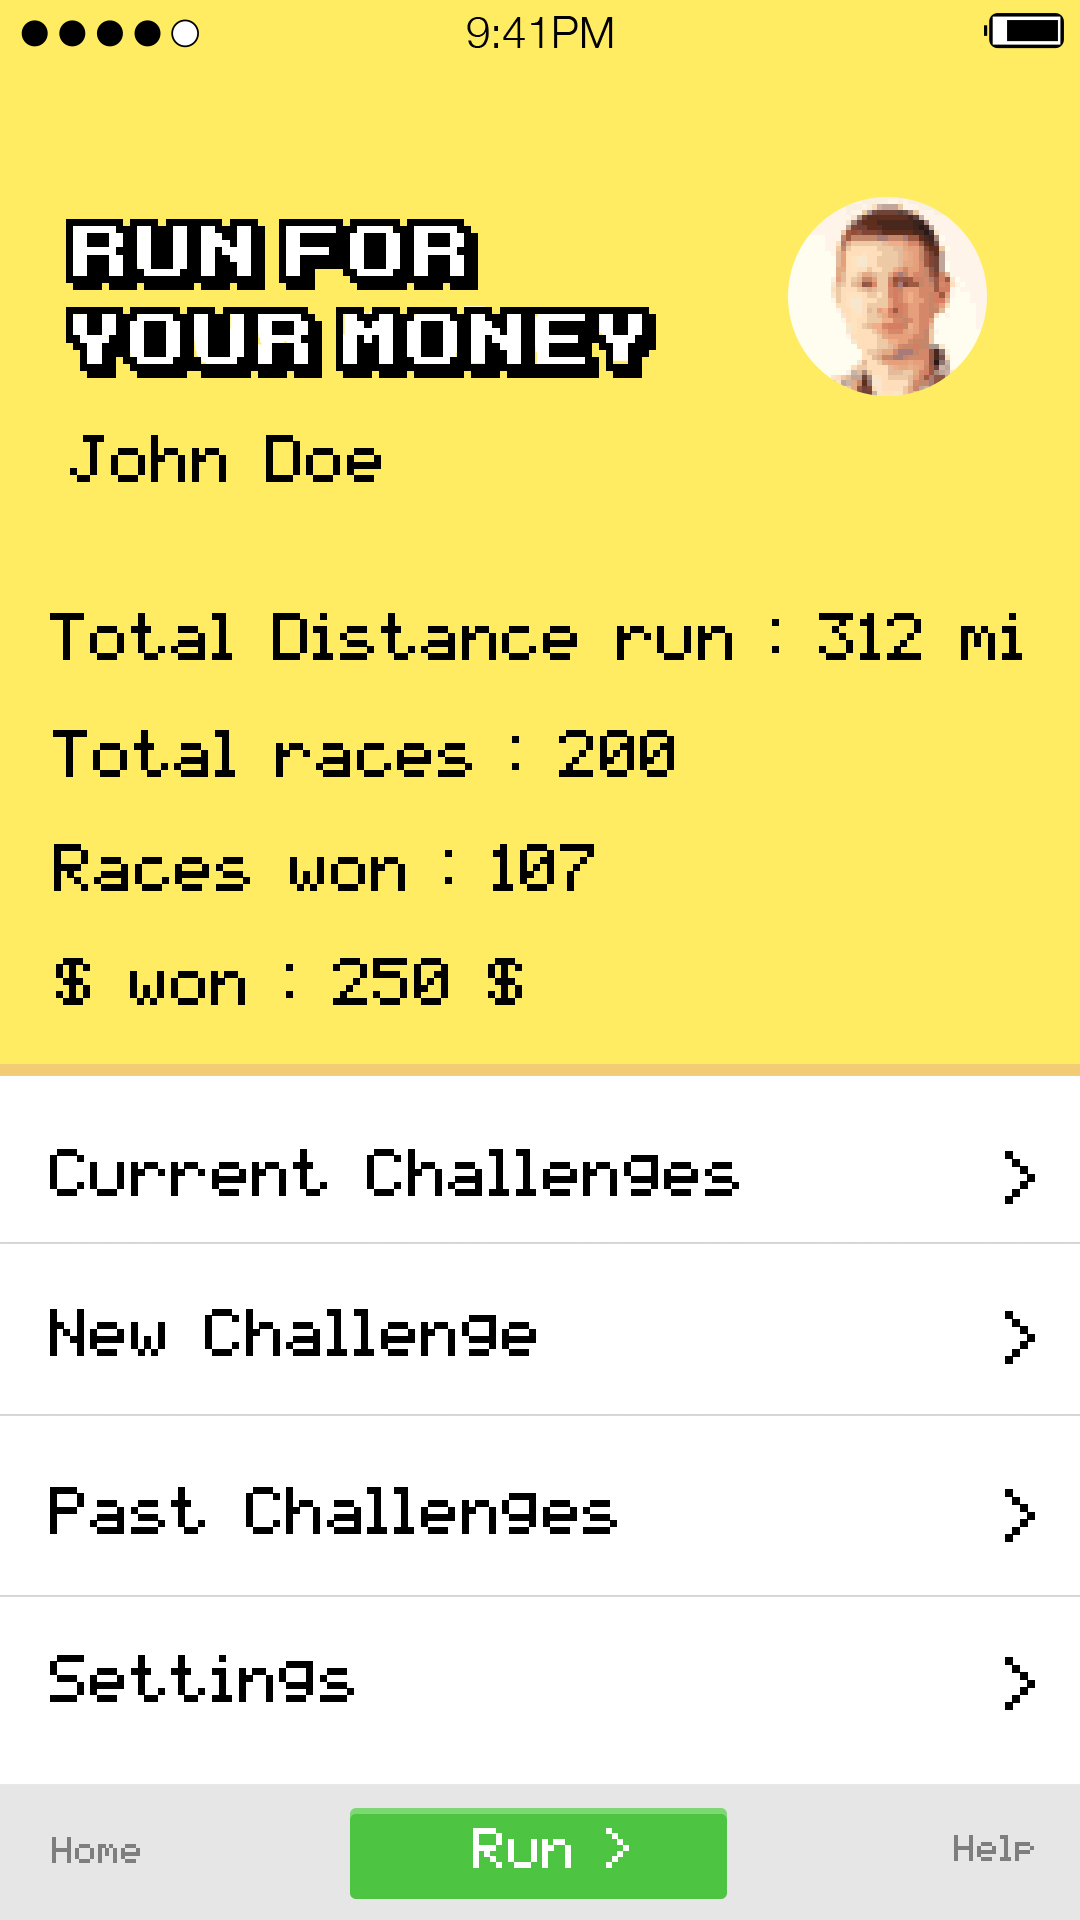 9:41PM
RUN FOR
YOUR MONEY
John Doe
Total Distance run : 312 mi
Total races : 200
Races won : 107
$ won : 250 $
Current Challenges >
New Challenge >
Past Challenges >
Settings >
Home Run > Help